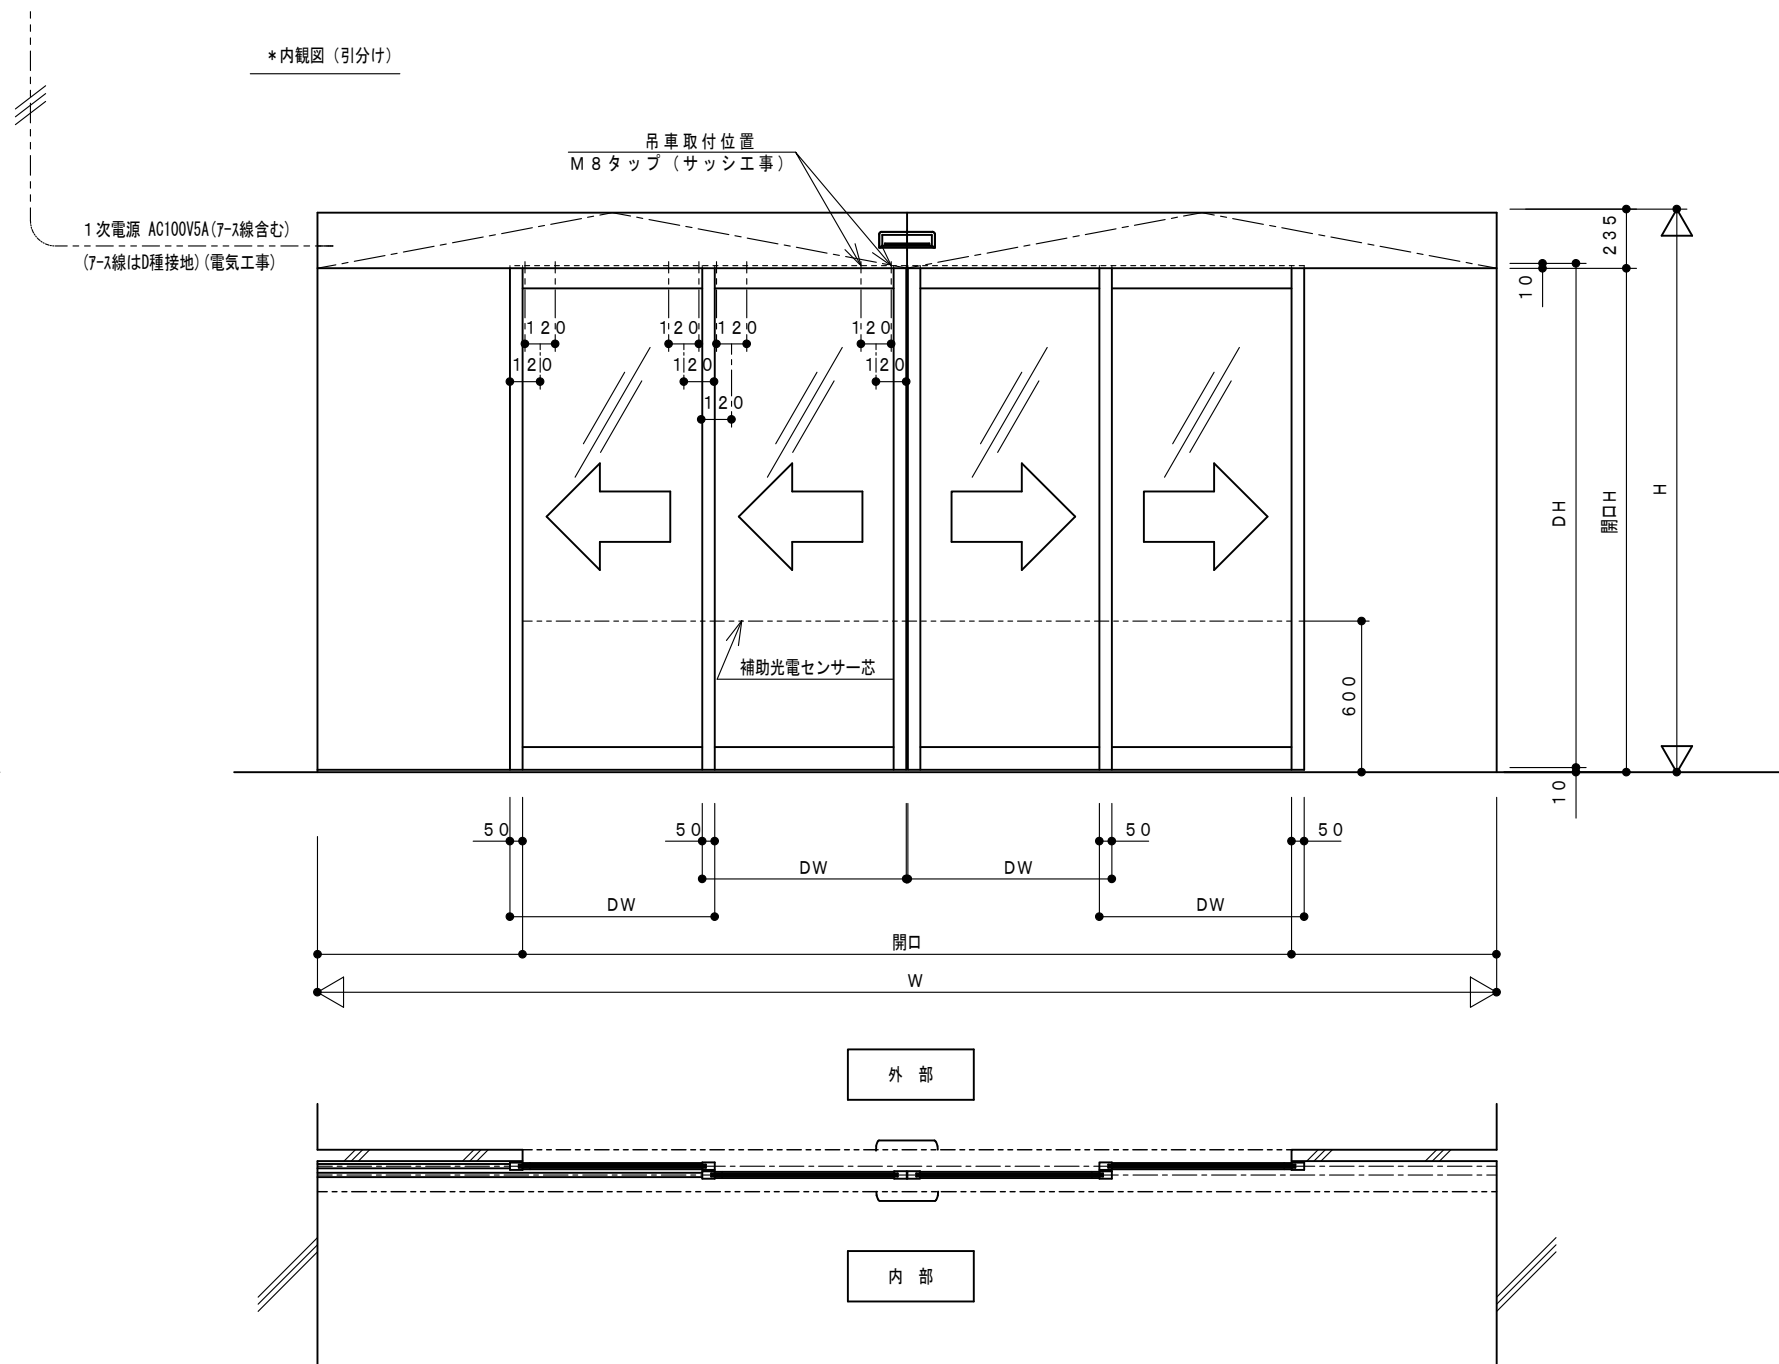 *内観図（引分け）
吊車取付位置
M8タップ（サッシ工事）
1次電源 AC100V5A(ｱｰｽ線含む)
(ｱｰｽ線はD種接地)(電気工事)
235
10
120
120
120
120
120
120
120
120
DH
開口H
H
補助光電センサー芯
600
10
50
50
50
50
DW
DW
DW
DW
開口
W
外部
内部